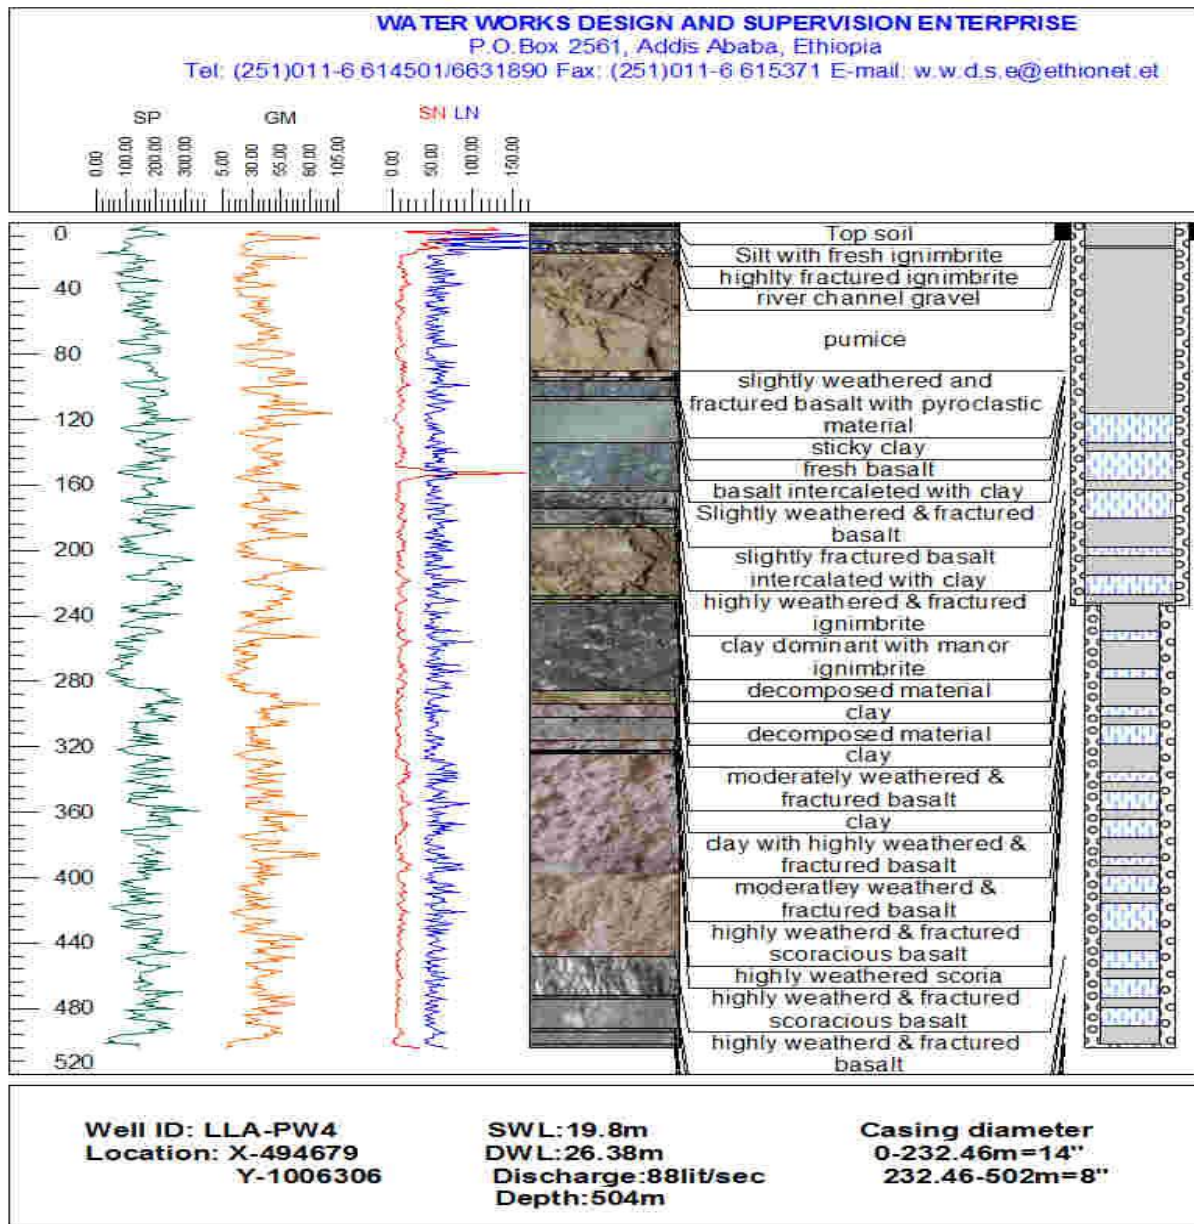 WATER WORKS DESIGN AND SUPERVISION ENTERPRISE
P.O.Box 2561, Addis Ababa, Ethiopia
Tel: (251)011-6 614501/6631890 Fax: (251)011-6 615371 E-mail: w.w.d.s.e@ethionet.et
SP GM SN LN
0.00 100.00 200.00 300.00 5.00 30.00 55.00 80.00 105.00 0.00 50.00 100.00 150.00
0
40
80
120
160
200
240
280
320
360
400
440
480
520
Top soil
Silt with fresh ignimbrite
highlty fractured ignimbrite
river channel gravel
pumice
slightly weathered and
fractured basalt with pyroclastic
material
sticky clay
fresh basalt
basalt intercaleted with clay
Slightly weathered & fractured
basalt
slightly fractured basalt
intercalated with clay
highly weathered & fractured
ignimbrite
clay dominant with manor
ignimbrite
decomposed material
clay
decomposed material
clay
moderately weathered &
fractured basalt
clay
clay with highly weathered &
fractured basalt
moderatley weatherd &
fractured basalt
highly weatherd & fractured
scoracious basalt
highly weathered scoria
highly weatherd & fractured
scoracious basalt
highly weatherd & fractured
basalt
Well ID: LLA-PW4 SWL:19.8m Casing diameter
Location: X-494679 DWL:26.38m 0-232.46m=14"
Y-1006306 Discharge:88lit/sec 232.46-502m=8"
Depth:504m